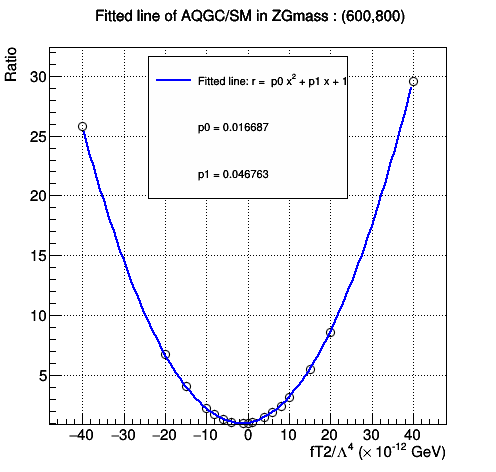 Fitted line of AQGC/SM in ZGmass : (600,800)
Ratio
Fitted line: r = p0 x² + p1 x + 1
p0 = 0.016687
p1 = 0.046763
30
25
20
15
10
5
−40 −30 −20 −10 0 10 20 30 40
fT2/Λ⁴ (× 10⁻¹² GeV)